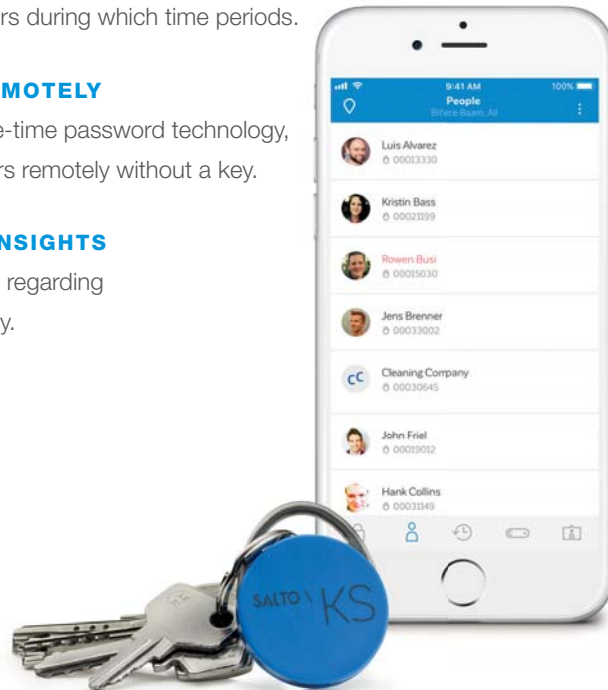 rs during which time periods.
MOTELY
e-time password technology,
rs remotely without a key.
NSIGHTS
regarding
y.
9:41 AM
100%
People
Luis Alvarez
00013330
Kristin Bass
00021199
Rowen Busi
00015030
Jens Brenner
00033002
CC
Cleaning Company
00030645
John Friel
00019012
Hank Collins
00031149
SALTO \ KS